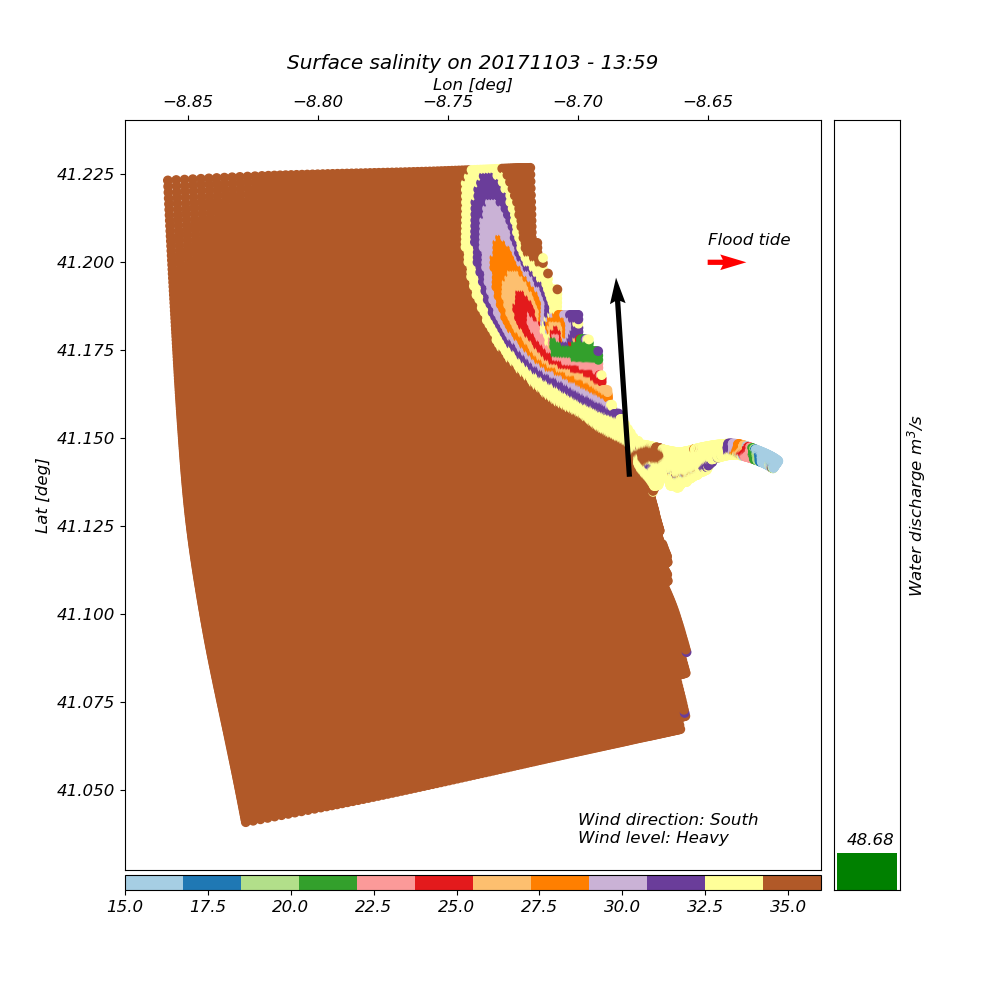 Surface salinity on 20171103 - 13:59
Lon [deg]
−8.85 −8.80 −8.75 −8.70 −8.65
41.225
41.200
41.175
41.150
41.125
41.100
41.075
41.050
Lat [deg]
Flood tide
Wind direction: South
Wind level: Heavy
15.0 17.5 20.0 22.5 25.0 27.5 30.0 32.5 35.0
48.68
Water discharge m³/s